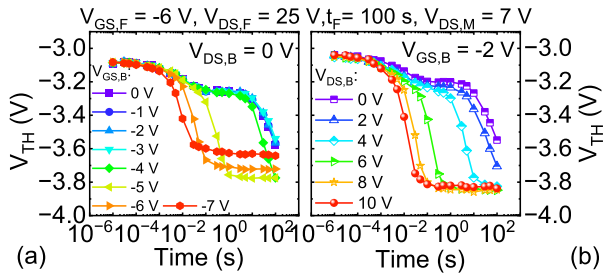 V_GS,F = -6 V, V_DS,F = 25 V,t_F= 100 s, V_DS,M = 7 V
V_TH (V)
-3.0
-3.2
-3.4
-3.6
-3.8
-4.0
V_DS,B = 0 V
V_GS,B:
0 V
-1 V
-2 V
-3 V
-4 V
-5 V
-6 V
-7 V
10^-6 10^-4 10^-2 10^0 10^2
Time (s)
(a)
V_GS,B = -2 V
V_DS,B:
0 V
2 V
4 V
6 V
8 V
10 V
10^-6 10^-4 10^-2 10^0 10^2
Time (s)
(b)
-3.0
-3.2
-3.4
-3.6
-3.8
-4.0
V_TH (V)